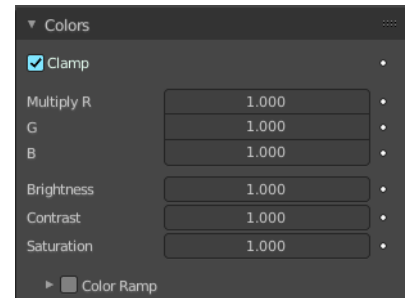 Colors
Clamp
Multiply R 1.000
G 1.000
B 1.000
Brightness 1.000
Contrast 1.000
Saturation 1.000
Color Ramp